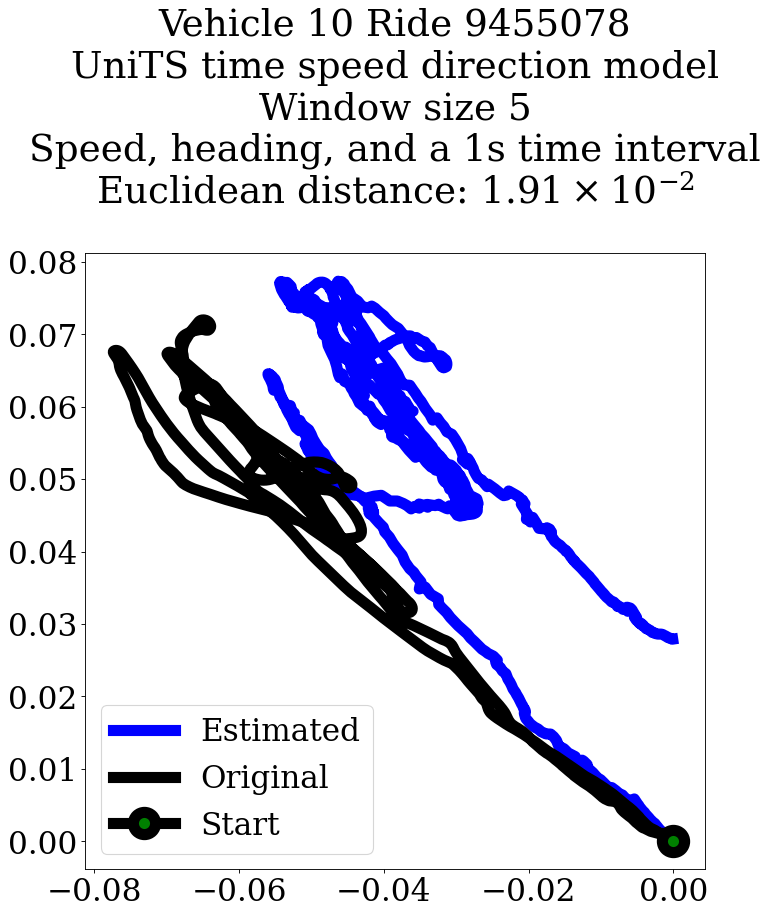 Vehicle 10 Ride 9455078
UniTS time speed direction model
Window size 5
Speed, heading, and a 1s time interval
Euclidean distance: 1.91 × 10⁻²
0.08
0.07
0.06
0.05
0.04
0.03
0.02
0.01
0.00
Estimated
Original
Start
−0.08 −0.06 −0.04 −0.02 0.00